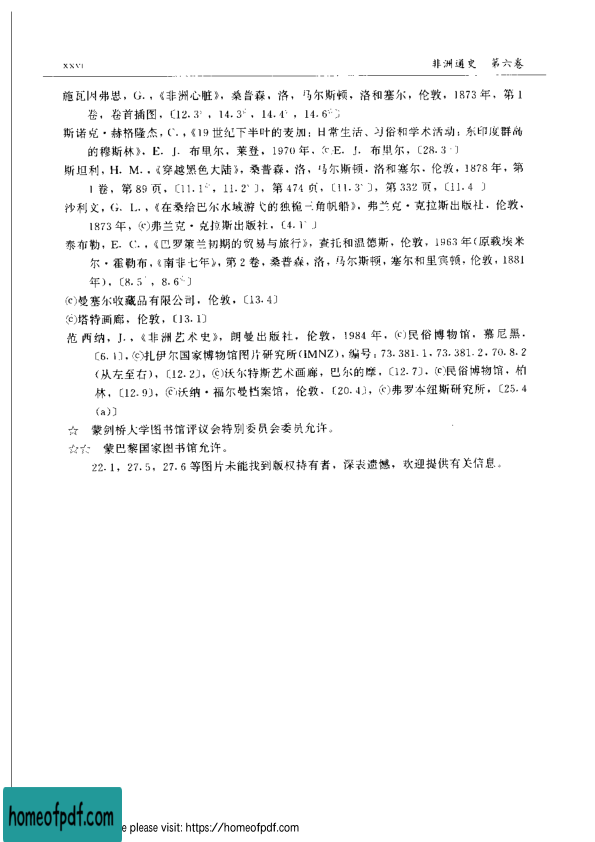 XXVI
非洲通史 第六卷
施瓦因弗思，G.，《非洲心脏》，桑普森，洛，马尔斯顿，洛和塞尔，伦敦，1873年，第1
卷，卷首插图，〔12.3，14.3，14.4，14.6〕
斯诺克·赫格隆杰，C.，《19世纪下半叶的麦加：日常生活、习俗和学术活动；东印度群岛
的穆斯林》，E. J. 布里尔，莱登，1970年，ⓒE. J. 布里尔，〔28.3〕
斯坦利，H. M.，《穿越黑色大陆》，桑普森，洛，马尔斯顿，洛和塞尔，伦敦，1878年，第
1卷，第89页，〔11.1，11.2〕，第474页，〔11.3〕，第332页，〔11.4〕
沙利文，G. L.，《在桑给巴尔水域游弋的独桅三角帆船》，弗兰克·克拉斯出版社，伦敦，
1873年，ⓒ弗兰克·克拉斯出版社，〔4.1〕
泰布勒，E. C.，《巴罗策兰初期的贸易与旅行》，查托和温德斯，伦敦，1963年（原载埃米
尔·霍勒布，《南非七年》，第2卷，桑普森，洛，马尔斯顿，塞尔和里宾顿，伦敦，1881
年），〔8.5，8.6〕
ⓒ曼塞尔收藏品有限公司，伦敦，〔13.4〕
ⓒ塔特画廊，伦敦，〔13.1〕
范西纳，J.，《非洲艺术史》，朗曼出版社，伦敦，1984年，ⓒ民俗博物馆，慕尼黑，
〔6.1〕，ⓒ扎伊尔国家博物馆图片研究所(IMNZ)，编号：73.381.1，73.381.2，70.8.2
（从左至右），〔12.2〕，ⓒ沃尔特斯艺术画廊，巴尔的摩，〔12.7〕，ⓒ民俗博物馆，柏
林，〔12.9〕，ⓒ沃纳·福尔曼档案馆，伦敦，〔20.4〕，ⓒ弗罗本纽斯研究所，〔25.4
(a)〕
☆ 蒙剑桥大学图书馆评议会特别委员会委员允许。
☆☆ 蒙巴黎国家图书馆允许。
22.1，27.5，27.6等图片未能找到版权持有者，深表遗憾，欢迎提供有关信息。
homeofpdf.com
e please visit: https://homeofpdf.com